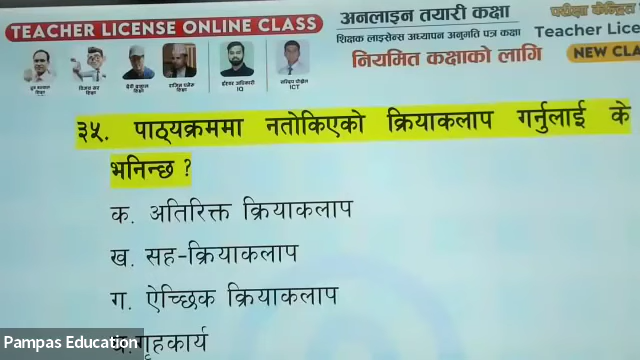 TEACHER LICENSE ONLINE CLASS
अनलाइन तयारी कक्षा
शिक्षक लाइसेन्स अध्यापन अनुमति पत्र कक्षा
नियमित कक्षाको लागि
परीक्षा केन्द्रित
Teacher Lice
NEW CLA
IQ
ICT
३५. पाठ्यक्रममा नतोकिएको क्रियाकलाप गर्नुलाई के
भनिन्छ ?
क. अतिरिक्त क्रियाकलाप
ख. सह-क्रियाकलाप
ग. ऐच्छिक क्रियाकलाप
गृहकार्य
Pampas Education